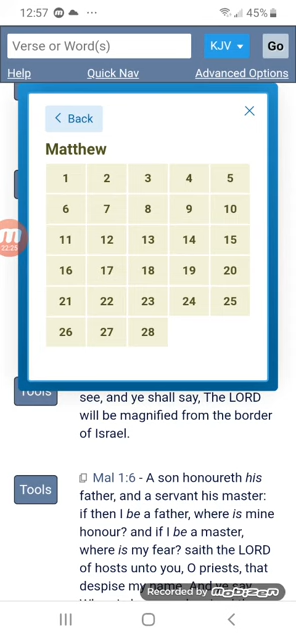 12:57 45%
Verse or Word(s) KJV Go
Help Quick Nav Advanced Options
Back
Matthew
1 2 3 4 5
6 7 8 9 10
11 12 13 14 15
16 17 18 19 20
21 22 23 24 25
26 27 28
22:25
Tools
see, and ye shall say, The LORD
will be magnified from the border
of Israel.
Tools
Mal 1:6 - A son honoureth his
father, and a servant his master:
if then I be a father, where is mine
honour? and if I be a master,
where is my fear? saith the LORD
of hosts unto you, O priests, that
despise my name. And ye say,
Recorded by mobizen